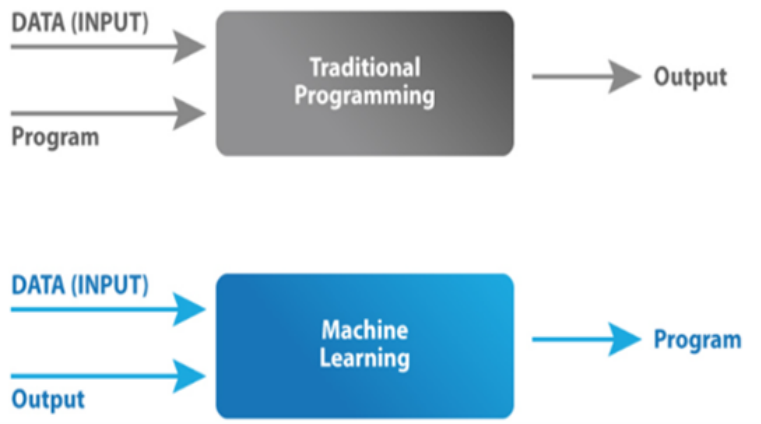 DATA (INPUT)
Traditional
Programming
Output
Program
DATA (INPUT)
Machine
Learning
Program
Output